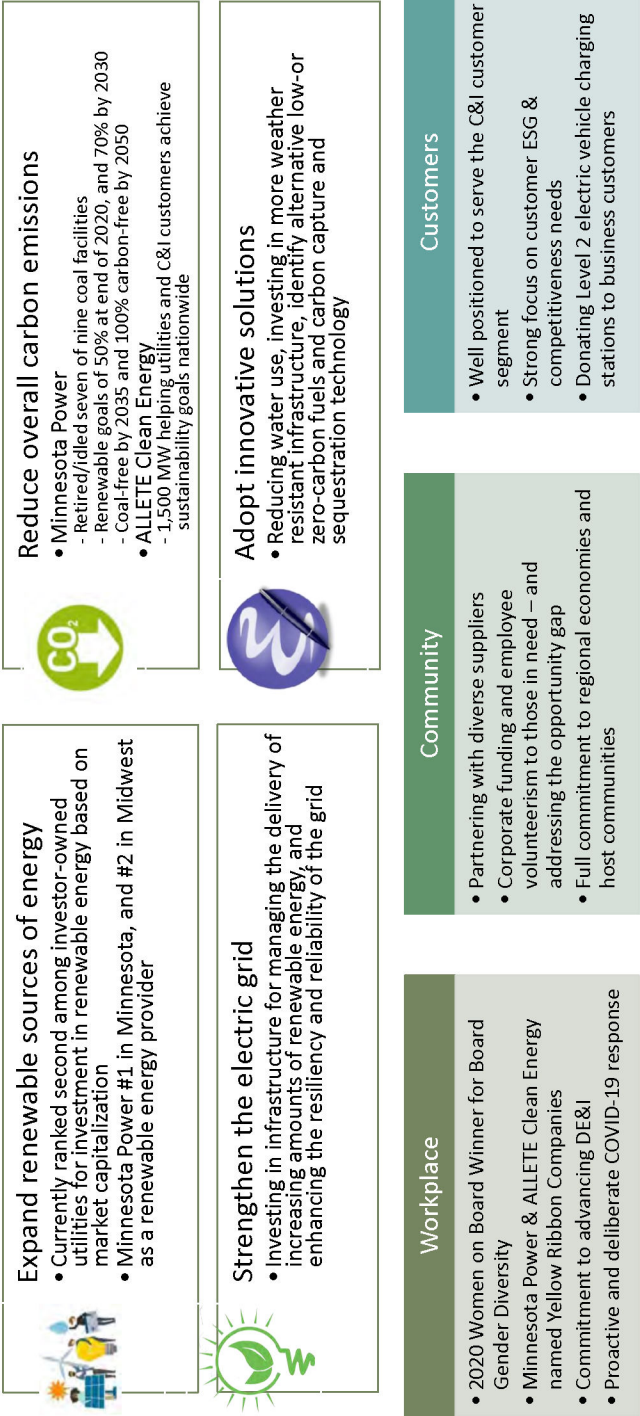 Expand renewable sources of energy
• Currently ranked second among investor-owned
utilities for investment in renewable energy based on
market capitalization
• Minnesota Power #1 in Minnesota, and #2 in Midwest
as a renewable energy provider
CO2
Reduce overall carbon emissions
• Minnesota Power
- Retired/idled seven of nine coal facilities
- Renewable goals of 50% at end of 2020, and 70% by 2030
- Coal-free by 2035 and 100% carbon-free by 2050
• ALLETE Clean Energy
- 1,500 MW helping utilities and C&I customers achieve
sustainability goals nationwide
Strengthen the electric grid
• Investing in infrastructure for managing the delivery of
increasing amounts of renewable energy, and
enhancing the resiliency and reliability of the grid
Adopt innovative solutions
• Reducing water use, investing in more weather
resistant infrastructure, identify alternative low-or
zero-carbon fuels and carbon capture and
sequestration technology
Workplace
• 2020 Women on Board Winner for Board
Gender Diversity
• Minnesota Power & ALLETE Clean Energy
named Yellow Ribbon Companies
• Commitment to advancing DE&I
• Proactive and deliberate COVID-19 response
Community
• Partnering with diverse suppliers
• Corporate funding and employee
volunteerism to those in need – and
addressing the opportunity gap
• Full commitment to regional economies and
host communities
Customers
• Well positioned to serve the C&I customer
segment
• Strong focus on customer ESG &
competitiveness needs
• Donating Level 2 electric vehicle charging
stations to business customers